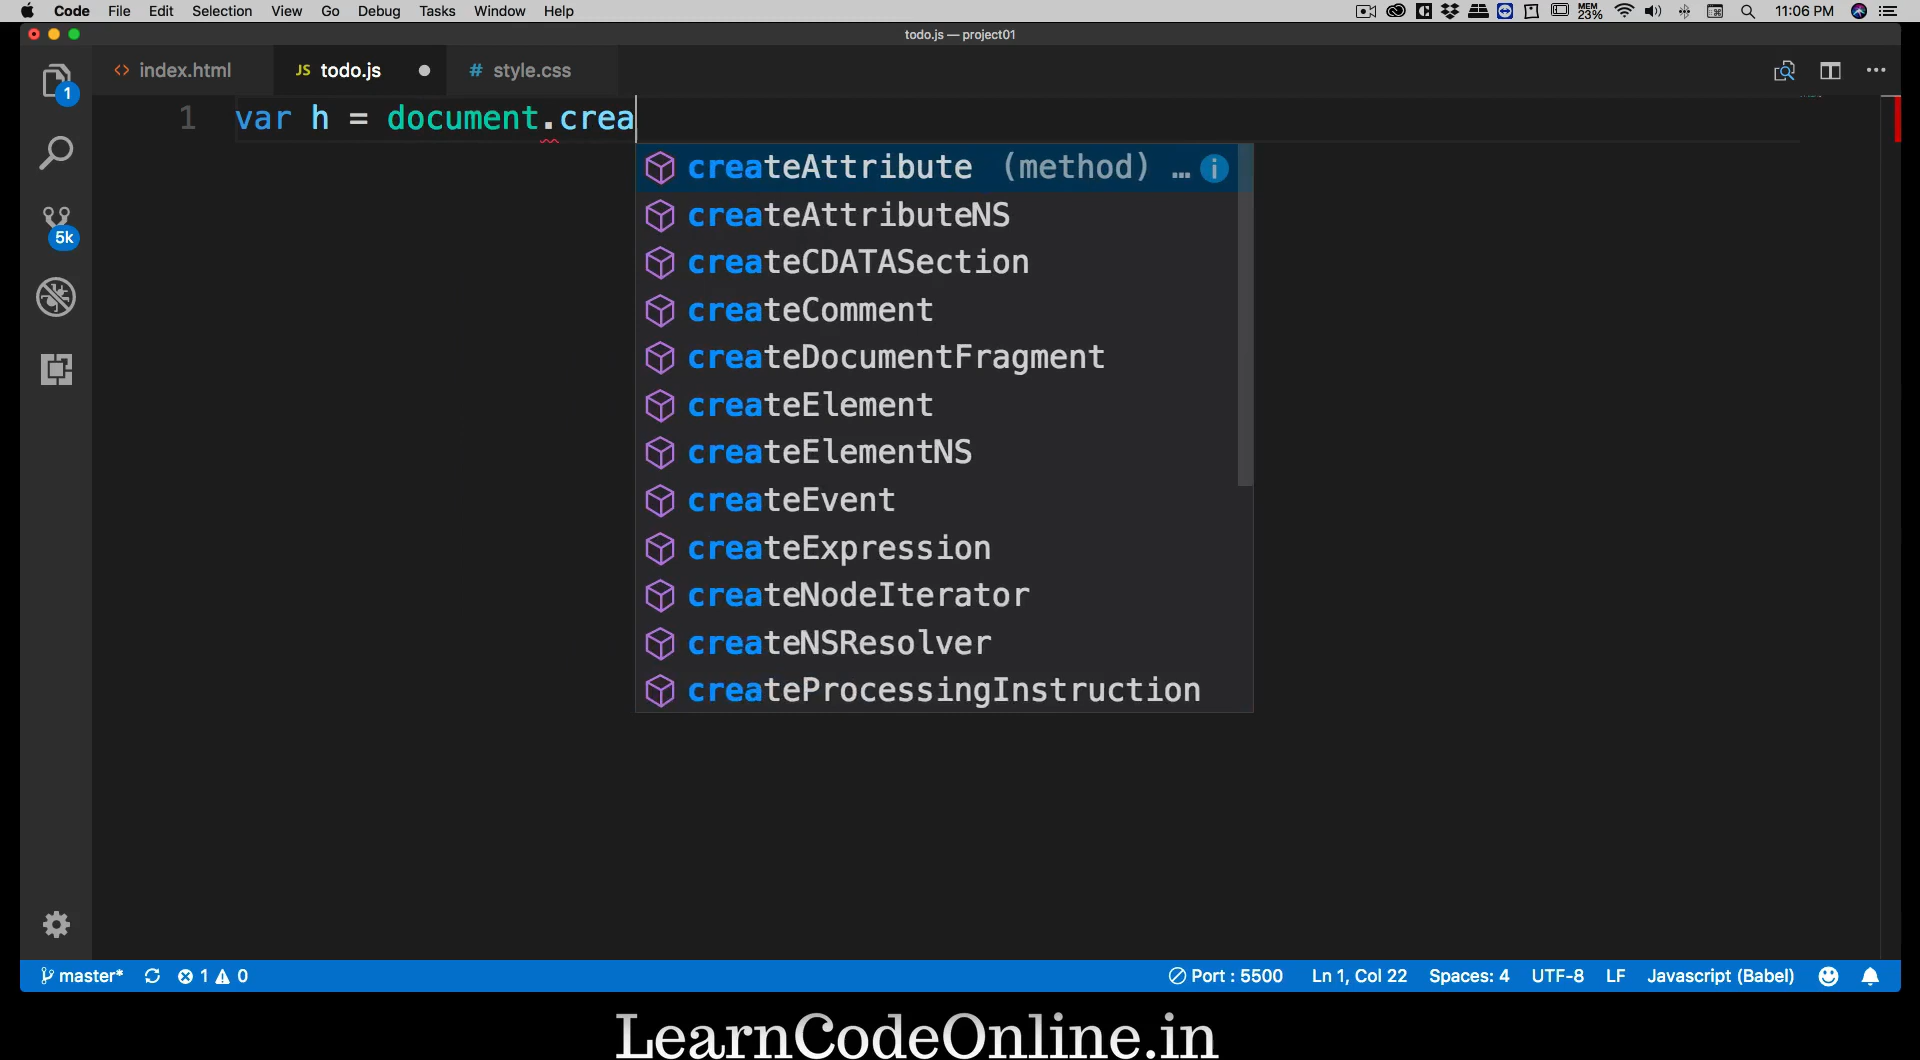 Code File Edit Selection View Go Debug Tasks Window Help MEM 23% 11:06 PM
todo.js — project01
<> index.html JS todo.js # style.css
1 var h = document.crea
createAttribute (method) ...
createAttributeNS
createCDATASection
createComment
createDocumentFragment
createElement
createElementNS
createEvent
createExpression
createNodeIterator
createNSResolver
createProcessingInstruction
1
5k
master* 1 0 Port : 5500 Ln 1, Col 22 Spaces: 4 UTF-8 LF Javascript (Babel)
LearnCodeOnline.in